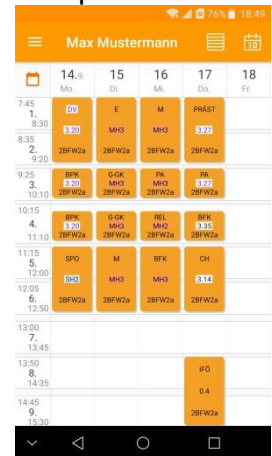 76% 18:49
Max Mustermann 10
14.9. 15 16 17 18
Mo. Di. Mi. Do. Fr.
7:45 1. 8:30
DV E M PRÄST
3.20 MH3 MH3 3.27
8:35 2. 9:20
2BFW2a 2BFW2a 2BFW2a 2BFW2a
9:25 3. 10:10
BPK G-GK PA PA
3.20 MH3 MH3 3.27
2BFW2a 2BFW2a 2BFW2a 2BFW2a
10:15 4. 11:10
BPK G-GK REL BFK
3.20 MH3 MH2 3.35
2BFW2a 2BFW2a 2BFW2a 2BFW2a
11:15 5. 12:00
SPO M BFK CH
SH2 MH3 MH3 3.14
12:05 6. 12:50
2BFW2a 2BFW2a 2BFW2a 2BFW2a
13:00 7. 13:45
13:50 8. 14:35
IFÖ
0.4
14:45 9. 15:30
2BFW2a